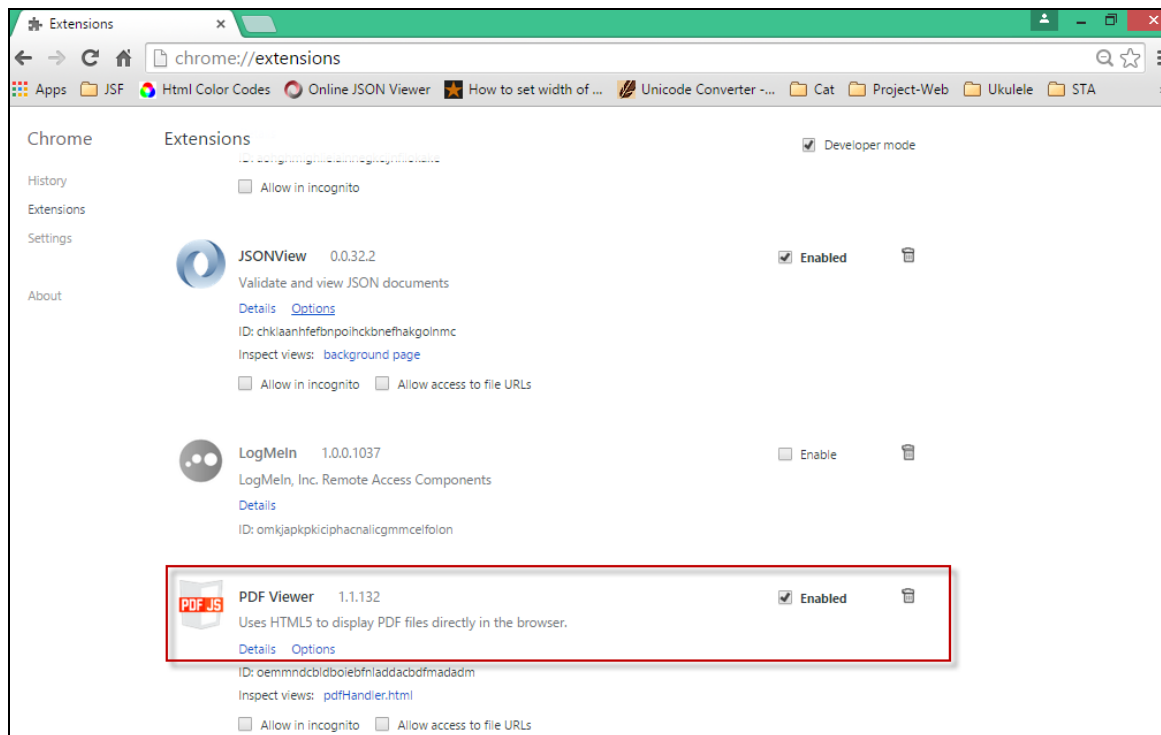 Extensions
chrome://extensions
Apps JSF Html Color Codes Online JSON Viewer How to set width of ... Unicode Converter -... Cat Project-Web Ukulele STA
Chrome
Extensions
Developer mode
History
Allow in incognito
Extensions
Settings
JSONView 0.0.32.2
Enabled
Validate and view JSON documents
About
Details Options
ID: chklaanhfefbnpoihckbnefhakgolnmc
Inspect views: background page
Allow in incognito Allow access to file URLs
LogMeIn 1.0.0.1037
Enable
LogMeIn, Inc. Remote Access Components
Details
ID: omkjapkpkiciphacnalicgmmcelfolon
PDF JS
PDF Viewer 1.1.132
Enabled
Uses HTML5 to display PDF files directly in the browser.
Details Options
ID: oemmndcbldboiebfnladdacbdfmadadm
Inspect views: pdfHandler.html
Allow in incognito Allow access to file URLs